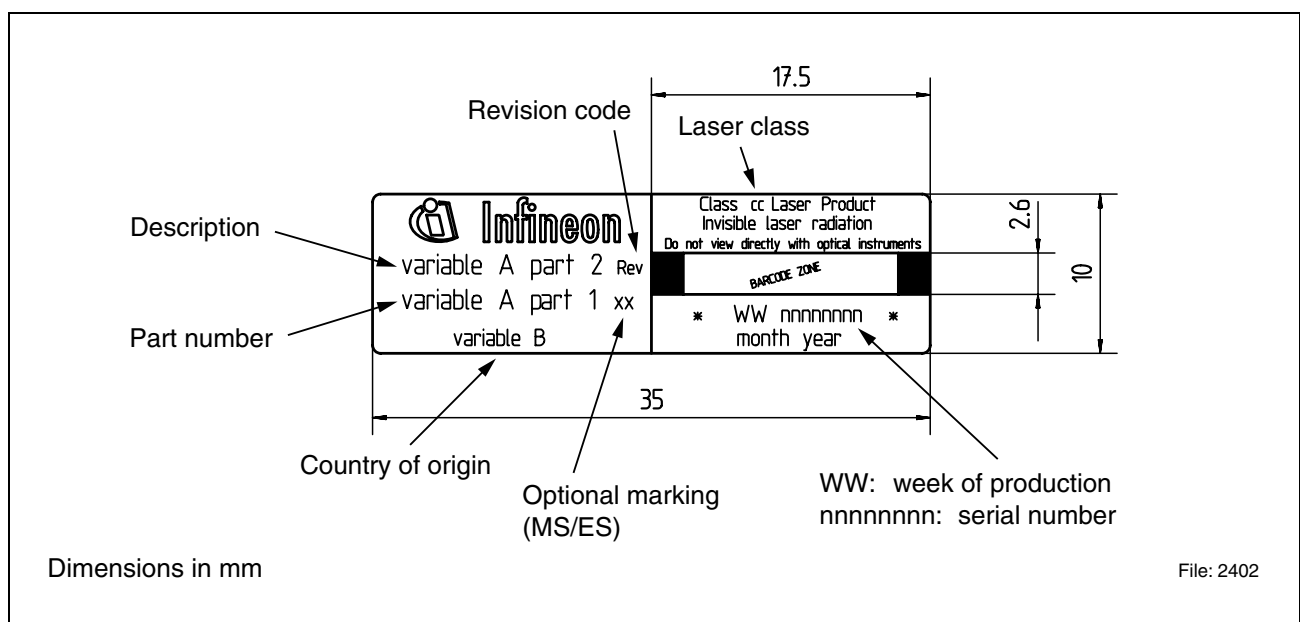 17.5
Revision code
Laser class
Infineon
Class cc Laser Product
Invisible laser radiation
Do not view directly with optical instruments
2.6
10
Description
variable A part 2 Rev
BARCODE ZONE
variable A part 1 xx
* WW nnnnnnnn *
Part number
variable B
month year
35
Country of origin
Optional marking
(MS/ES)
WW: week of production
nnnnnnnn: serial number
Dimensions in mm
File: 2402